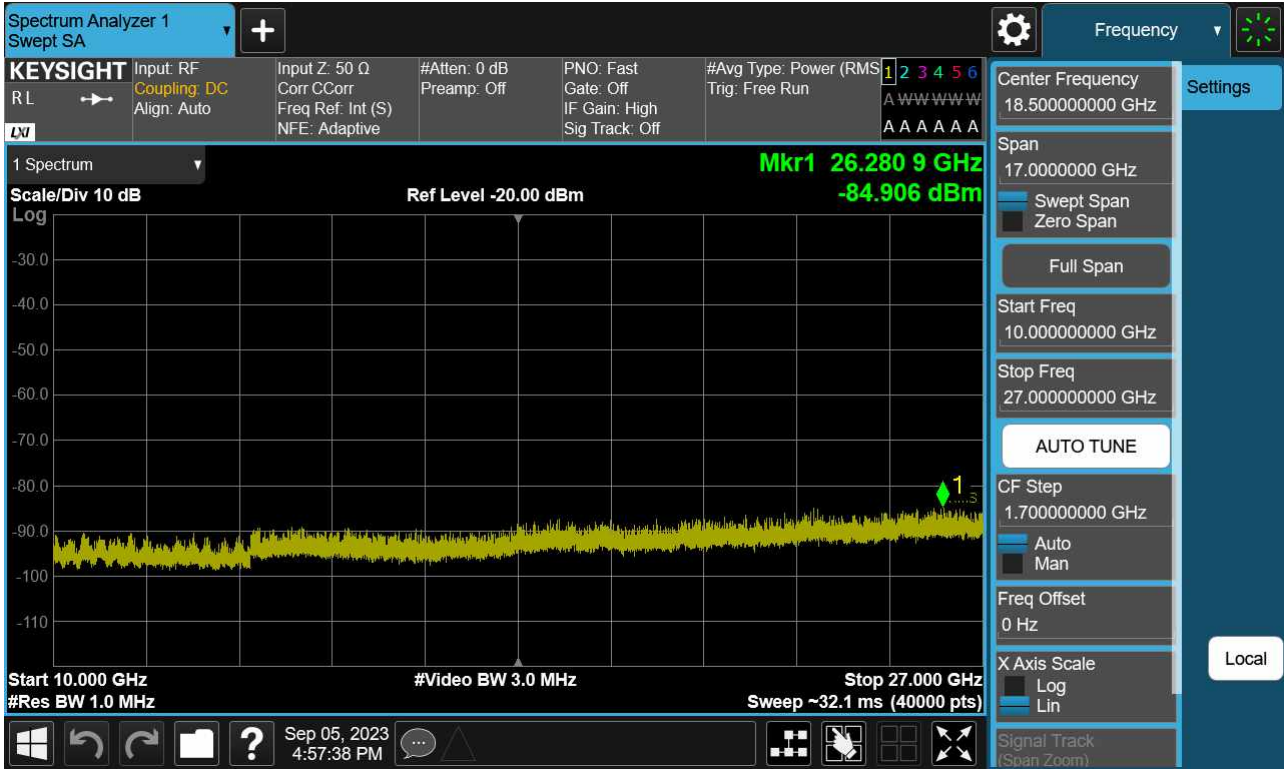 Spectrum Analyzer 1
Swept SA
Frequency
KEYSIGHT
R L
LXI
Input: RF
Coupling: DC
Align: Auto
Input Z: 50 Ω
Corr CCorr
Freq Ref: Int (S)
NFE: Adaptive
#Atten: 0 dB
Preamp: Off
PNO: Fast
Gate: Off
IF Gain: High
Sig Track: Off
#Avg Type: Power (RMS
Trig: Free Run
1 2 3 4 5 6
A W W W W W
A A A A A A
1 Spectrum
Scale/Div 10 dB
Log
Ref Level -20.00 dBm
Mkr1 26.280 9 GHz
-84.906 dBm
-30.0
-40.0
-50.0
-60.0
-70.0
-80.0
-90.0
-100
-110
1
Start 10.000 GHz
#Res BW 1.0 MHz
#Video BW 3.0 MHz
Stop 27.000 GHz
Sweep ~32.1 ms (40000 pts)
Center Frequency
18.500000000 GHz
Span
17.0000000 GHz
Swept Span
Zero Span
Full Span
Start Freq
10.000000000 GHz
Stop Freq
27.000000000 GHz
AUTO TUNE
CF Step
1.700000000 GHz
Auto
Man
Freq Offset
0 Hz
X Axis Scale
Log
Lin
Signal Track
(Span Zoom)
Settings
Local
?
Sep 05, 2023
4:57:38 PM